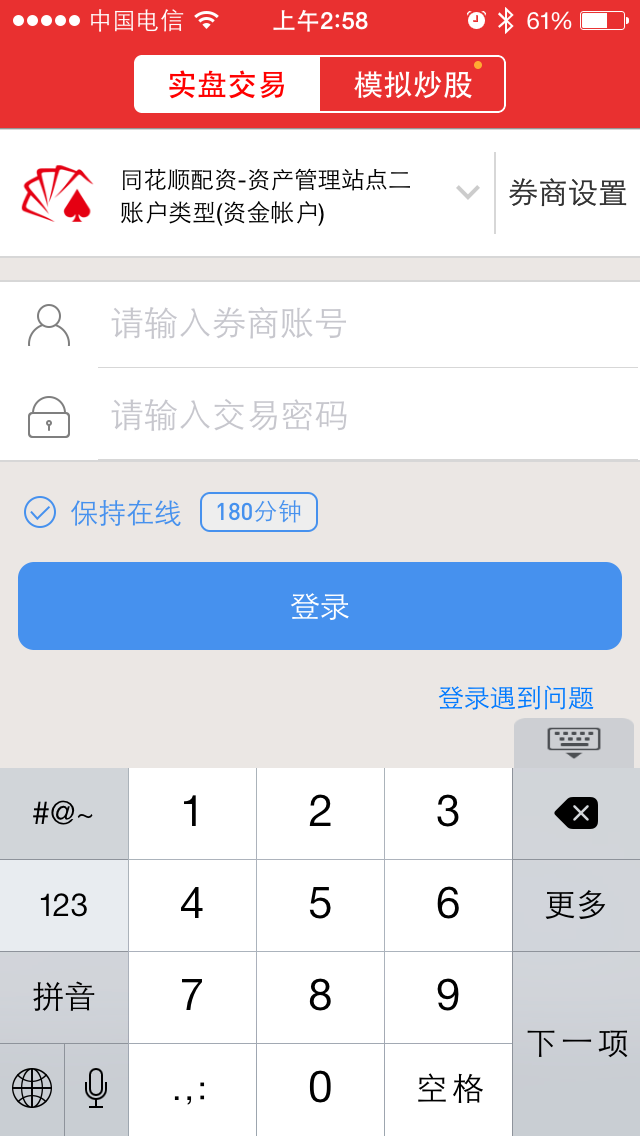 中国电信 上午2:58 61%
实盘交易 模拟炒股
同花顺配资-资产管理站点二
账户类型(资金帐户)
券商设置
请输入券商账号
请输入交易密码
保持在线 180分钟
登录
登录遇到问题
#@~ 1 2 3
123 4 5 6 更多
拼音 7 8 9
下一项
.,: 0 空格